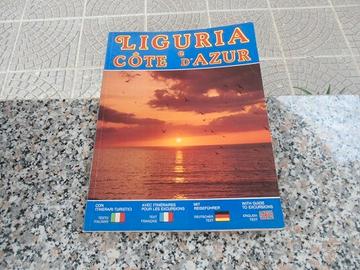 LIGURIA
e
CÔTE D'AZUR
CON
ITINERARI TURISTICI
TESTO
ITALIANO
AVEC ITINÉRAIRES
POUR LES EXCURSIONS
TEXT
FRANÇAIS
MIT
REISEFÜHRER
DEUTSCHER
TEXT
WITH GUIDE
TO EXCURSIONS
ENGLISH
TEXT